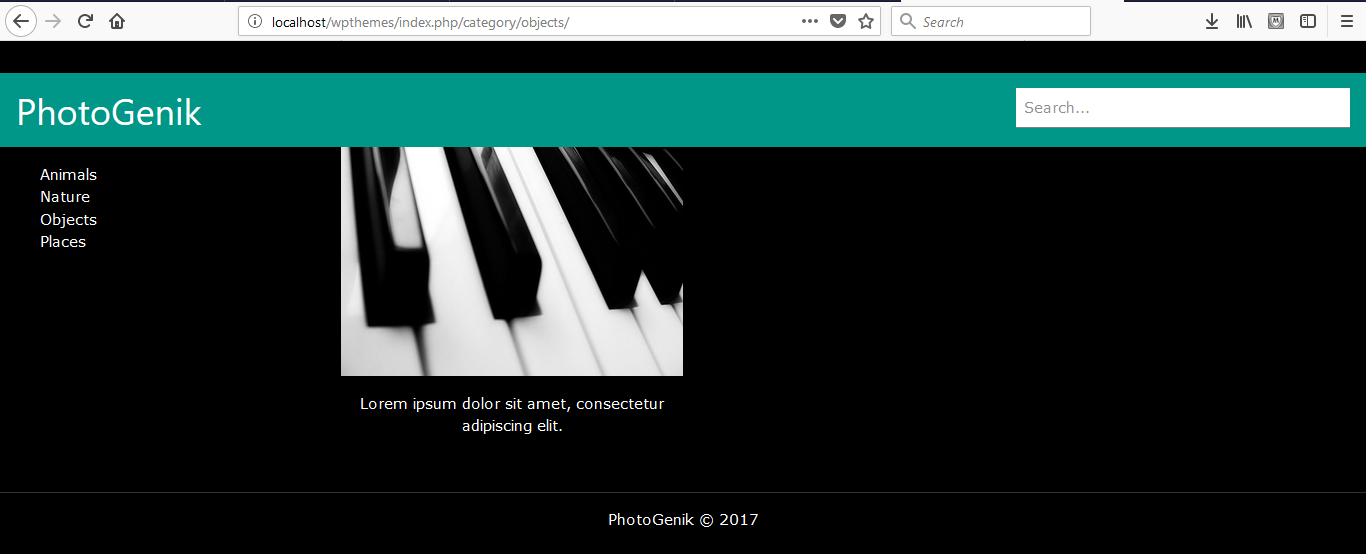 localhost/wpthemes/index.php/category/objects/
Search
PhotoGenik
Search...
Animals
Nature
Objects
Places
Lorem ipsum dolor sit amet, consectetur
adipiscing elit.
PhotoGenik © 2017